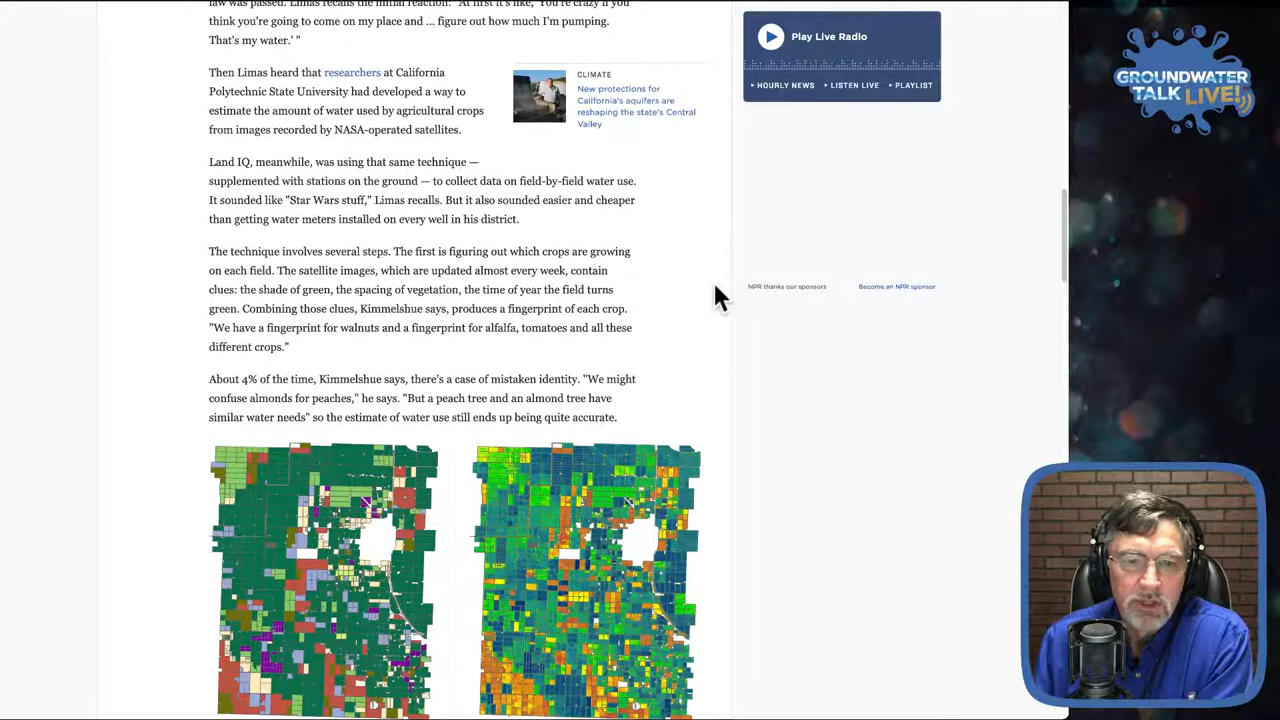 law was passed. Limas recalls the initial reaction: "At first it's like, 'You're crazy if you
think you're going to come on my place and ... figure out how much I'm pumping.
That's my water.' "
Then Limas heard that researchers at California
Polytechnic State University had developed a way to
estimate the amount of water used by agricultural crops
from images recorded by NASA-operated satellites.
CLIMATE
New protections for
California's aquifers are
reshaping the state's Central
Valley
Land IQ, meanwhile, was using that same technique —
supplemented with stations on the ground — to collect data on field-by-field water use.
It sounded like "Star Wars stuff," Limas recalls. But it also sounded easier and cheaper
than getting water meters installed on every well in his district.
The technique involves several steps. The first is figuring out which crops are growing
on each field. The satellite images, which are updated almost every week, contain
clues: the shade of green, the spacing of vegetation, the time of year the field turns
green. Combining those clues, Kimmelshue says, produces a fingerprint of each crop.
"We have a fingerprint for walnuts and a fingerprint for alfalfa, tomatoes and all these
different crops."
About 4% of the time, Kimmelshue says, there's a case of mistaken identity. "We might
confuse almonds for peaches," he says. "But a peach tree and an almond tree have
similar water needs" so the estimate of water use still ends up being quite accurate.
Play Live Radio
HOURLY NEWS
LISTEN LIVE
PLAYLIST
NPR thanks our sponsors
Become an NPR sponsor
GROUNDWATER
TALK LIVE!